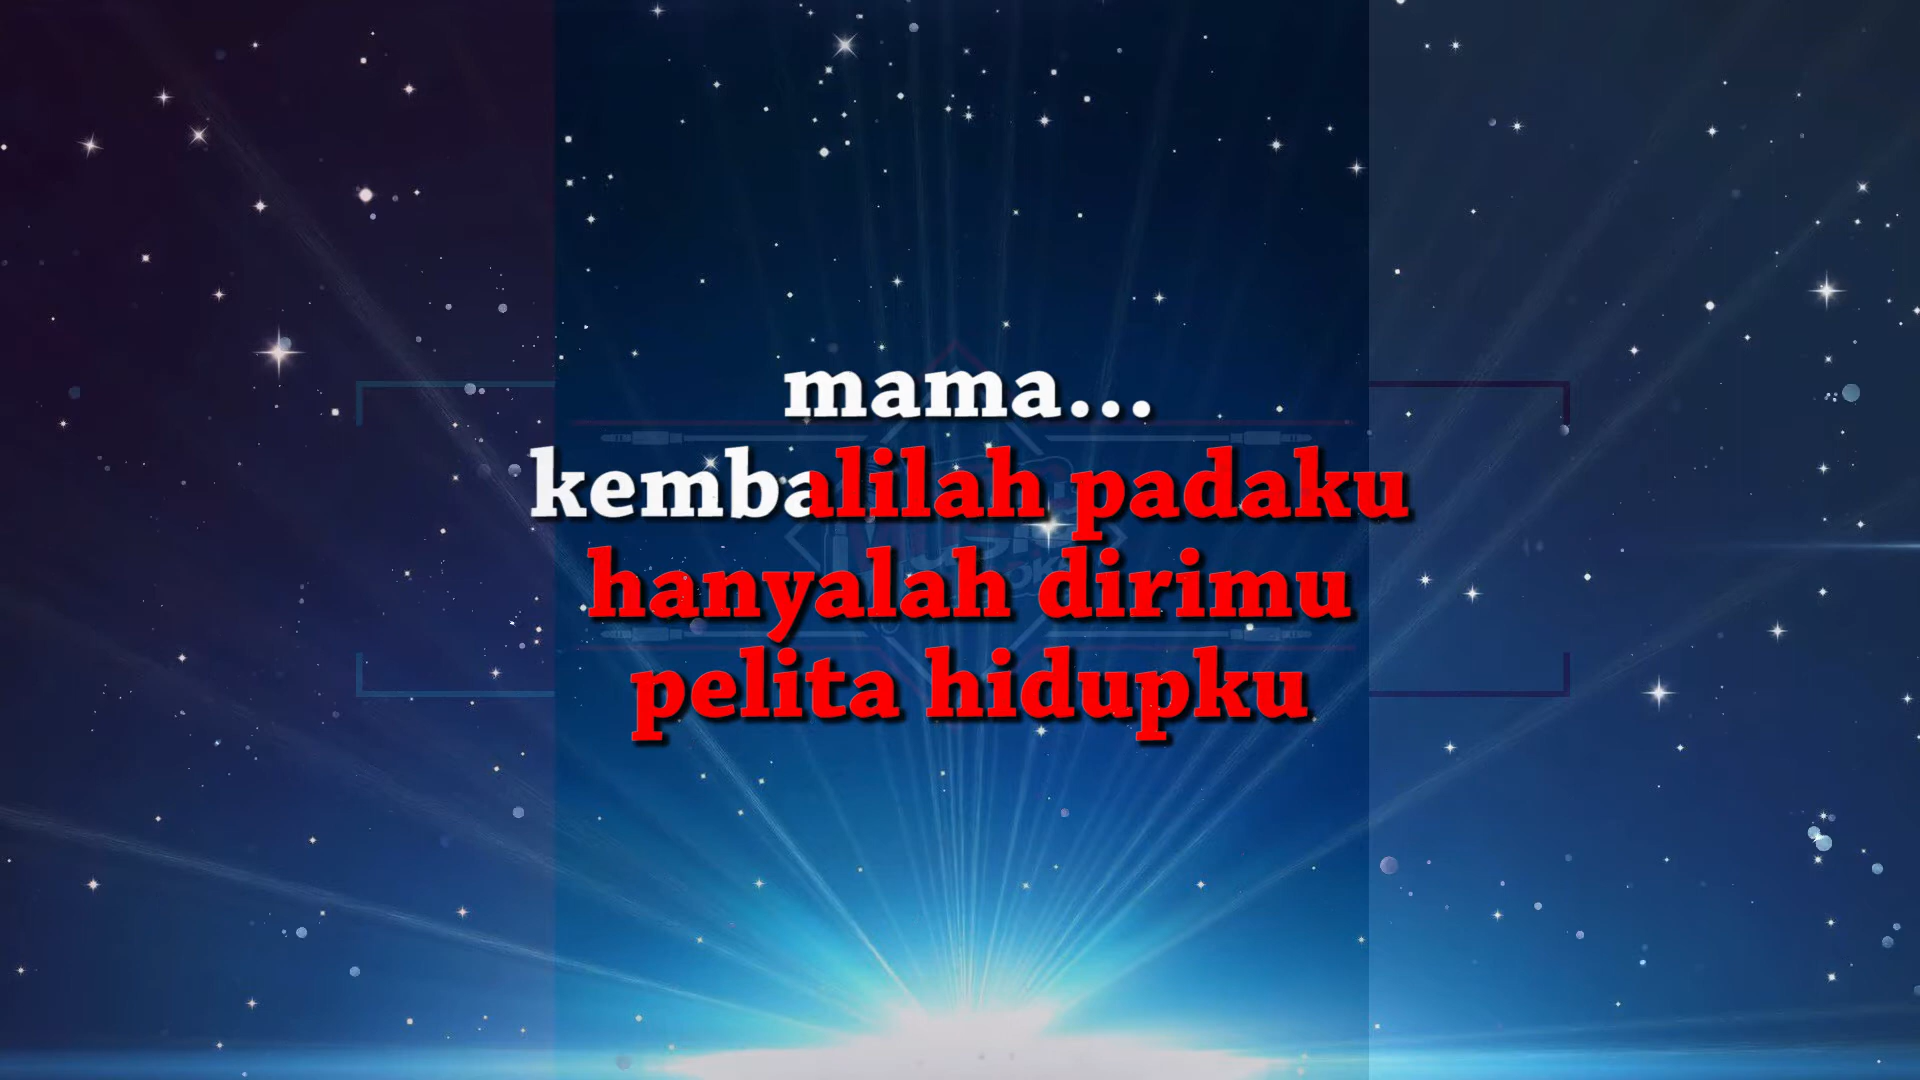 mama...
kembalilah padaku
hanyalah dirimu
pelita hidupku